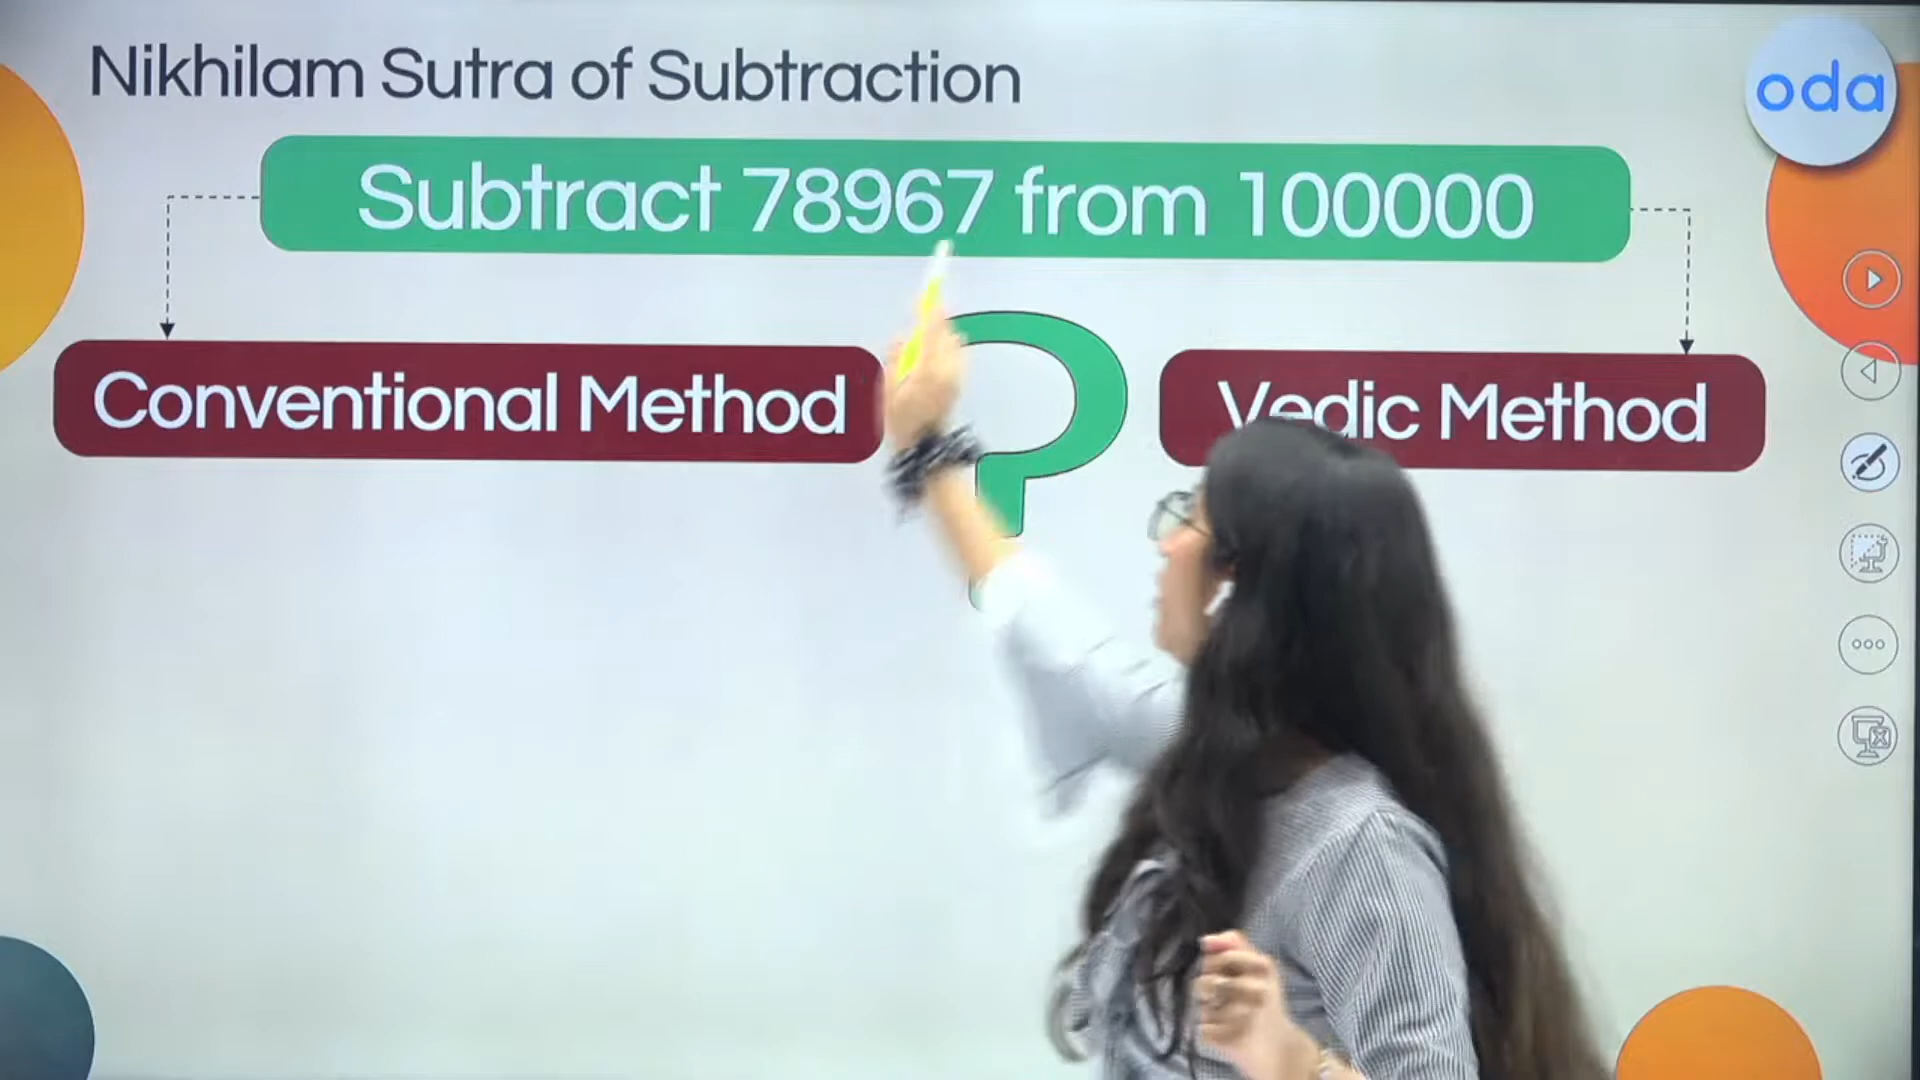 Nikhilam Sutra of Subtraction
oda
Subtract 78967 from 100000
Conventional Method
Vedic Method